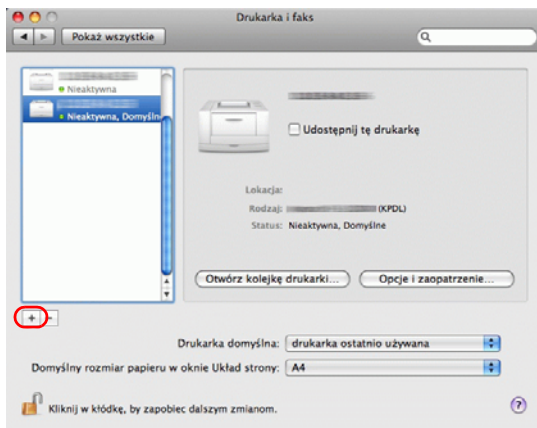 Drukarka i faks
Pokaż wszystkie
Nieaktywna
Nieaktywna, Domyśln
Udostępnij tę drukarkę
Lokacja:
Rodzaj: (KPDL)
Status: Nieaktywna, Domyślne
Otwórz kolejkę drukarki... Opcje i zaopatrzenie...
+ −
Drukarka domyślna: drukarka ostatnio używana
Domyślny rozmiar papieru w oknie Układ strony: A4
Kliknij w kłódkę, by zapobiec dalszym zmianom. ?